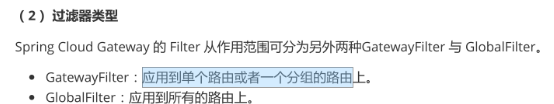 （2）过滤器类型
Spring Cloud Gateway 的 Filter 从作用范围可分为另外两种GatewayFilter 与 GlobalFilter。
• GatewayFilter：应用到单个路由或者一个分组的路由上。
• GlobalFilter：应用到所有的路由上。